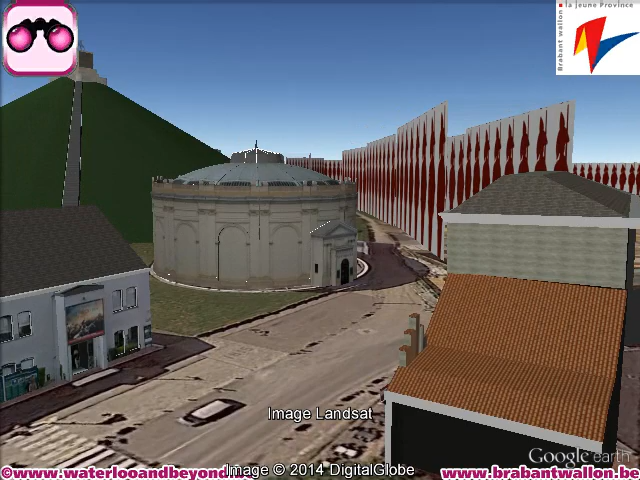 Brabant wallon
la jeune Province
Image Landsat
Google earth
©www.waterlooandbeyond
Image © 2014 DigitalGlobe
www.brabantwallon.be